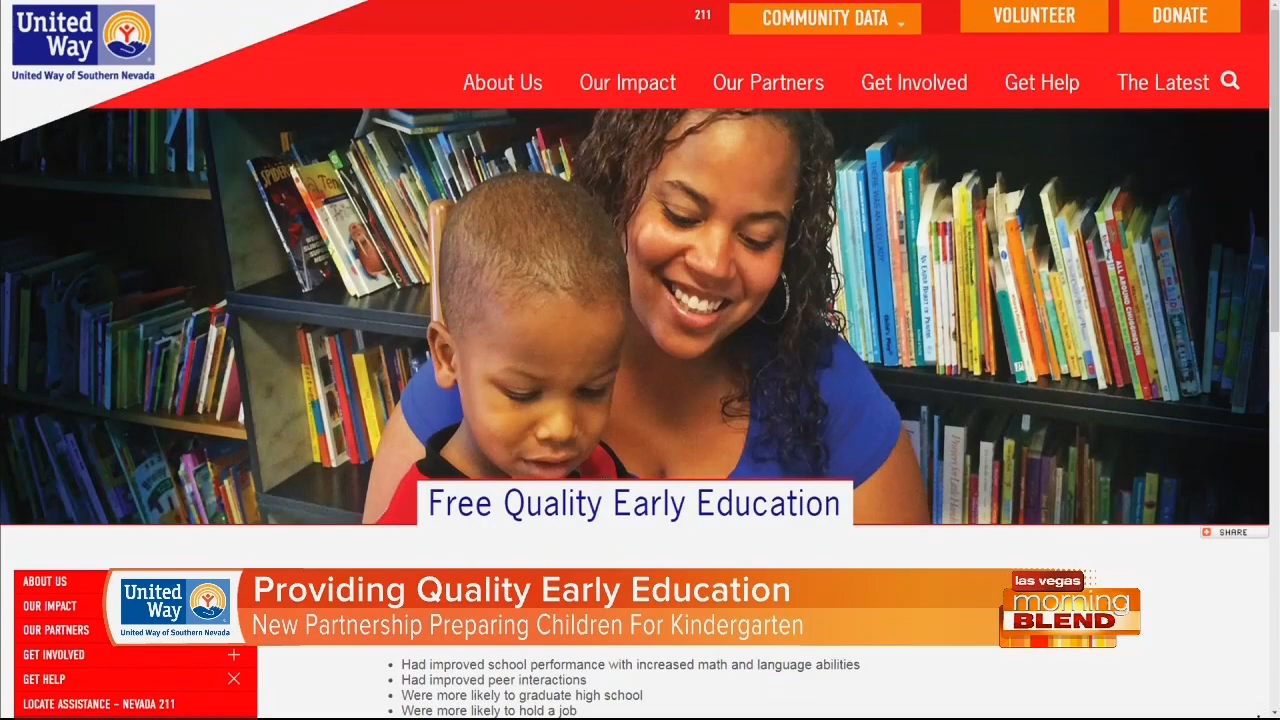 United
Way
United Way of Southern Nevada
211
COMMUNITY DATA
VOLUNTEER
DONATE
About Us
Our Impact
Our Partners
Get Involved
Get Help
The Latest
SPIDER
ALL AROUND
Free Quality Early Education
SHARE
ABOUT US
OUR IMPACT
OUR PARTNERS
GET INVOLVED
GET HELP
LOCATE ASSISTANCE – NEVADA 211
United
Way
United Way of Southern Nevada
Providing Quality Early Education
New Partnership Preparing Children For Kindergarten
las vegas
morning
BLEND
• Had improved school performance with increased math and language abilities
• Had improved peer interactions
• Were more likely to graduate high school
• Were more likely to hold a job